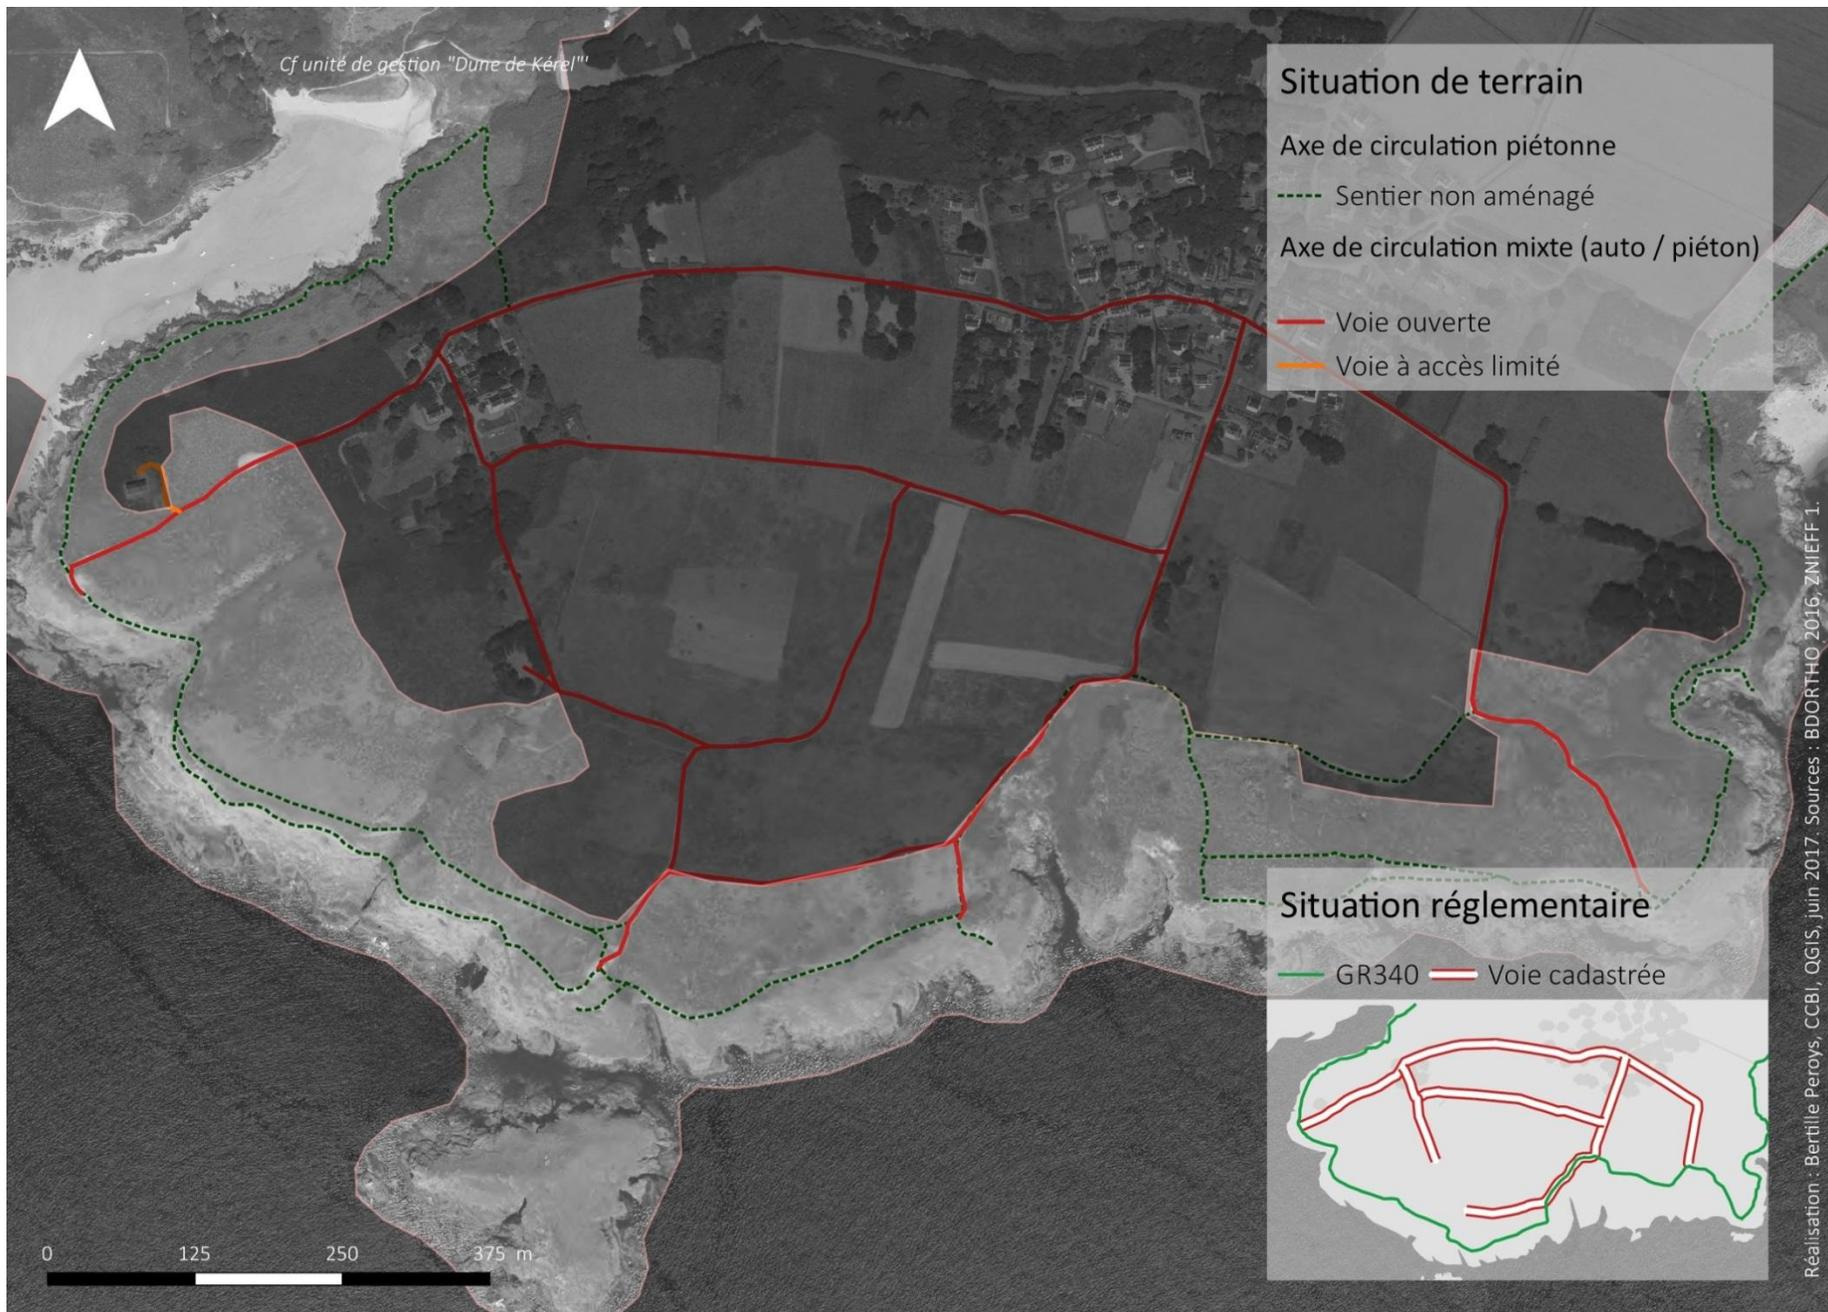 Cf unité de gestion "Dune de Kérel"'
Situation de terrain
Axe de circulation piétonne
Sentier non aménagé
Axe de circulation mixte (auto / piéton)
Voie ouverte
Voie à accès limité
Situation réglementaire
GR340 Voie cadastrée
0 125 250 375 m
Réalisation : Bertille Peroys, CCBI, QGIS, juin 2017. Sources : BDORTHO 2016, ZNIEFF 1.